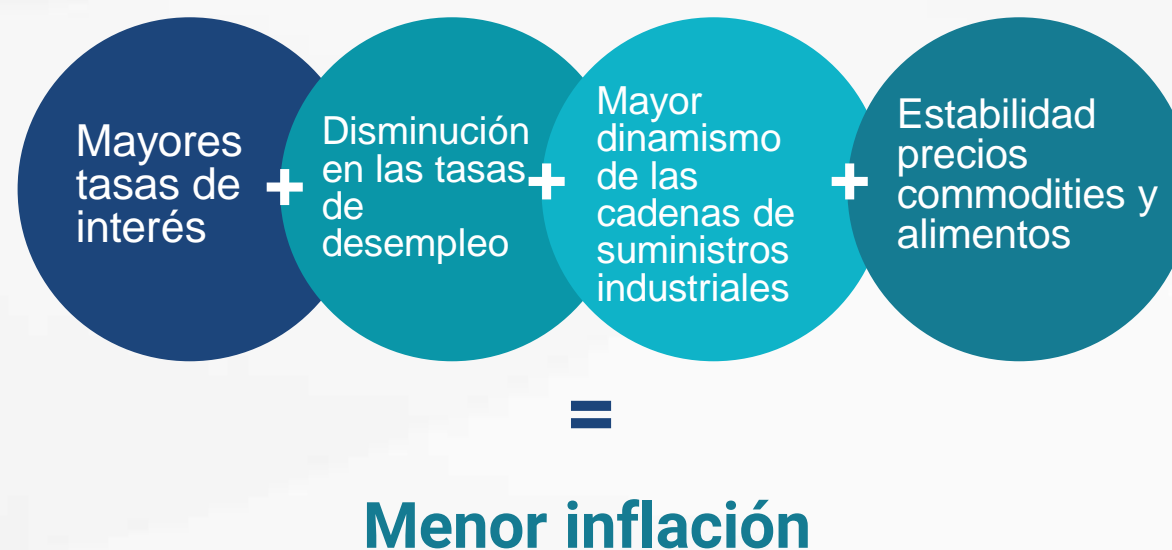 Mayores
tasas de
interés
+
Disminución
en las tasas
de
desempleo
+
Mayor
dinamismo
de las
cadenas de
suministros
industriales
+
Estabilidad
precios
commodities y
alimentos
=
Menor inflación